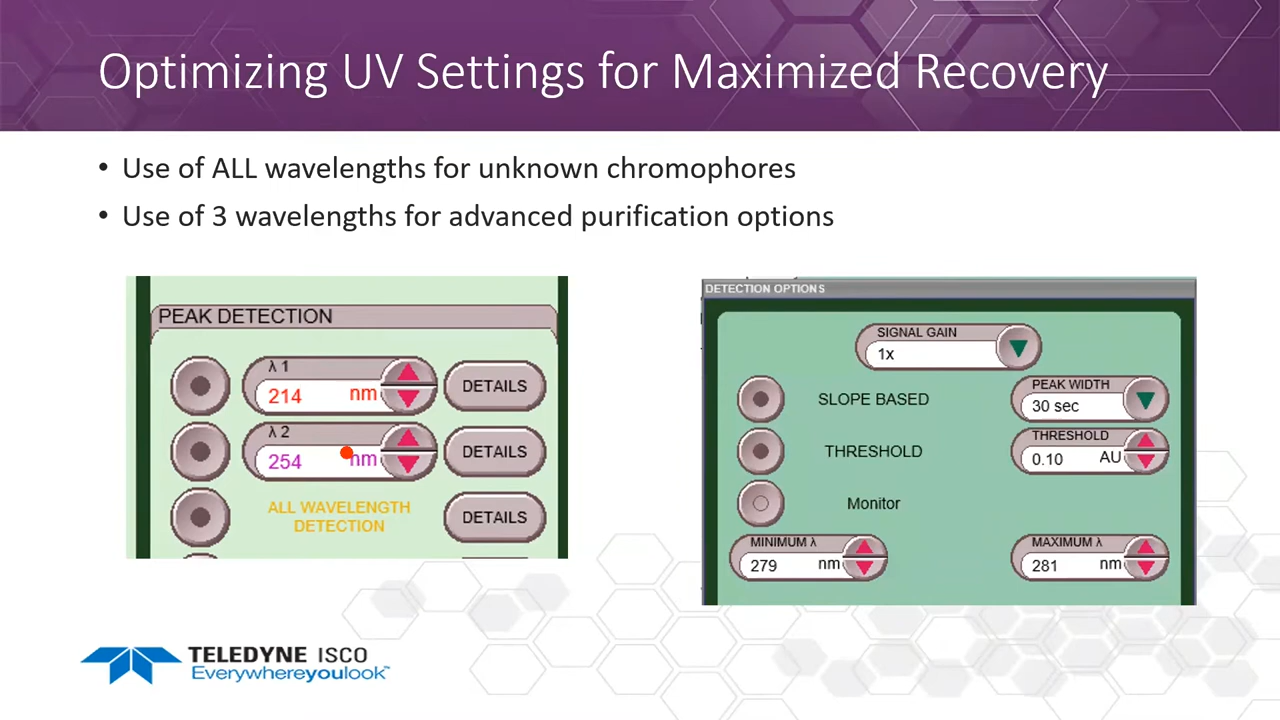 Optimizing UV Settings for Maximized Recovery
• Use of ALL wavelengths for unknown chromophores
• Use of 3 wavelengths for advanced purification options
PEAK DETECTION
λ 1
214 nm
DETAILS
λ 2
254 nm
DETAILS
ALL WAVELENGTH
DETECTION
DETAILS
DETECTION OPTIONS
SIGNAL GAIN
1x
SLOPE BASED
PEAK WIDTH
30 sec
THRESHOLD
THRESHOLD
0.10 AU
Monitor
MINIMUM λ
279 nm
MAXIMUM λ
281 nm
TELEDYNE ISCO
Everywhereyoulook™